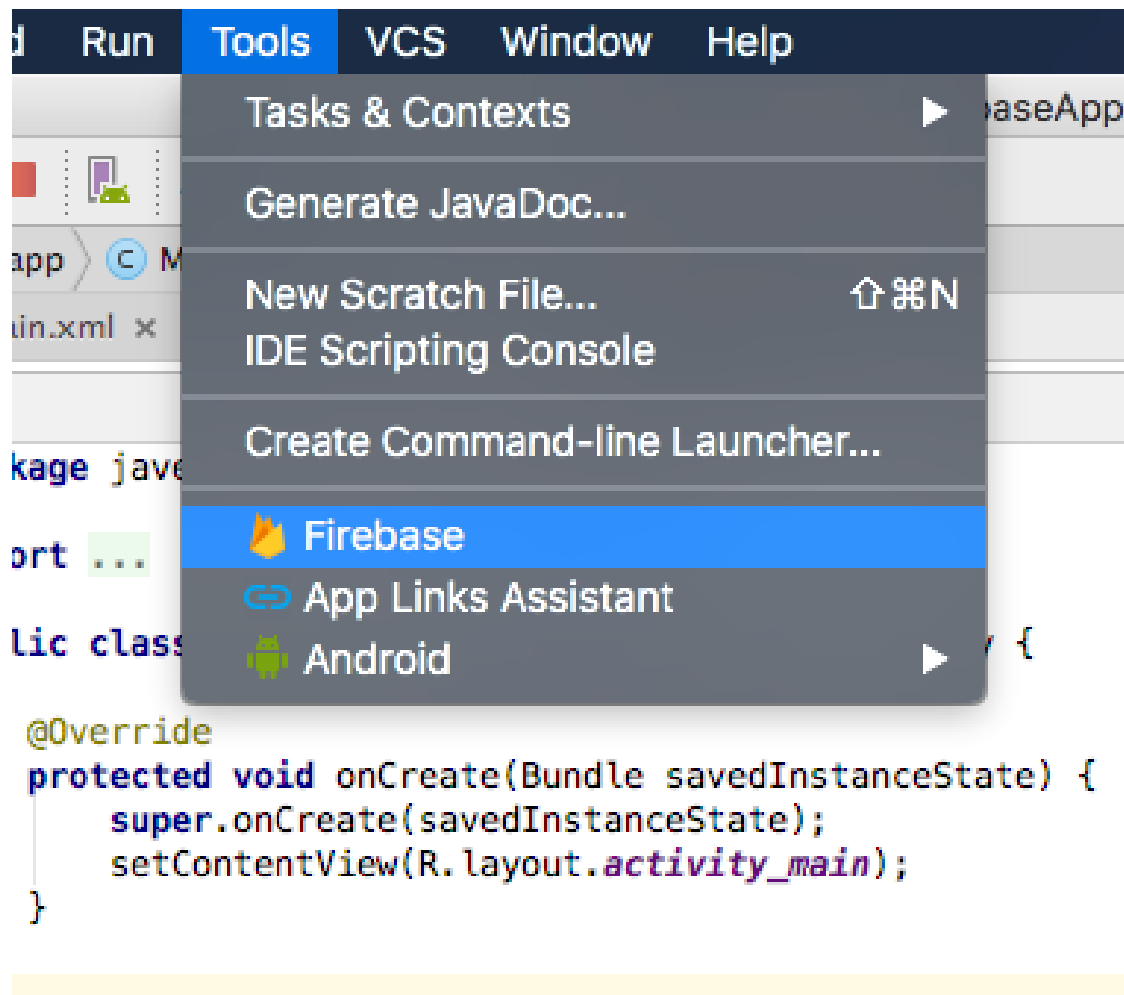 Run Tools VCS Window Help
Tasks & Contexts
baseApp
Generate JavaDoc...
app C M
New Scratch File... ⇧⌘N
ain.xml ×
IDE Scripting Console
Create Command-line Launcher...
kage jave
Firebase
ort ...
App Links Assistant
lic class y {
Android
@Override
protected void onCreate(Bundle savedInstanceState) {
super.onCreate(savedInstanceState);
setContentView(R.layout.activity_main);
}